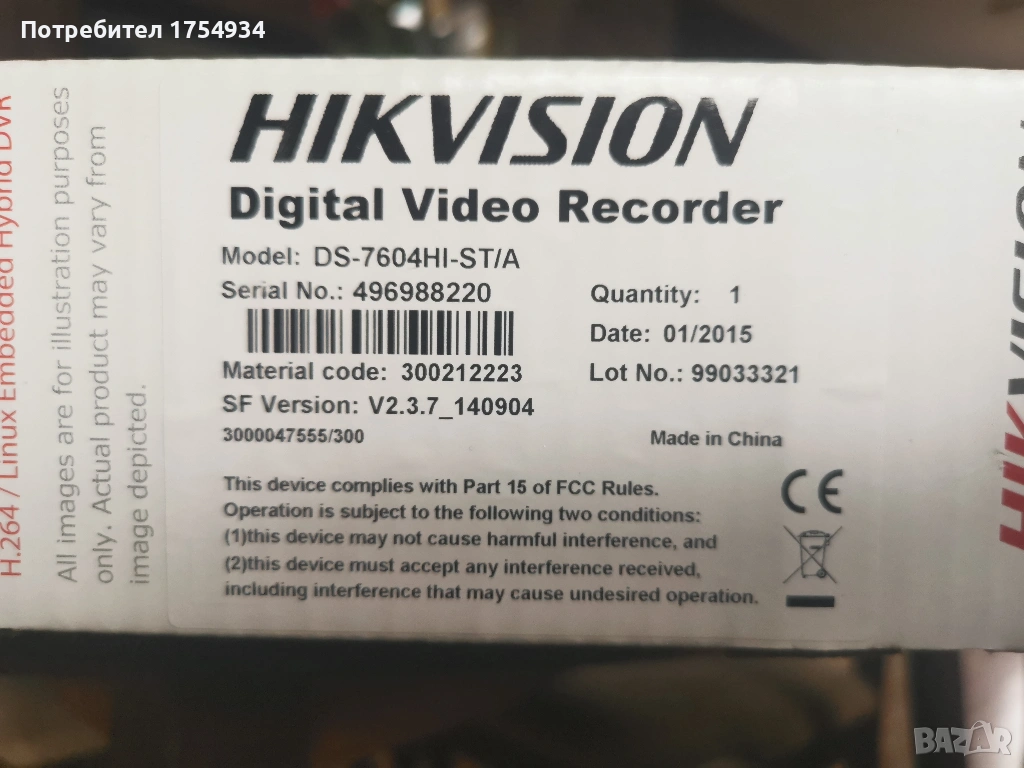 Потребител 1754934
H.264 / Linux Embedded Hybrid DVR
All images are for illustration purposes
only. Actual product may vary from
image depicted.
HIKVISION
Digital Video Recorder
Model: DS-7604HI-ST/A
Serial No.: 496988220
Quantity: 1
Date: 01/2015
Material code: 300212223
Lot No.: 99033321
SF Version: V2.3.7_140904
3000047555/300
Made in China
This device complies with Part 15 of FCC Rules.
Operation is subject to the following two conditions:
(1)this device may not cause harmful interference, and
(2)this device must accept any interference received,
including interference that may cause undesired operation.
CE
HIKVISION
BAZAR